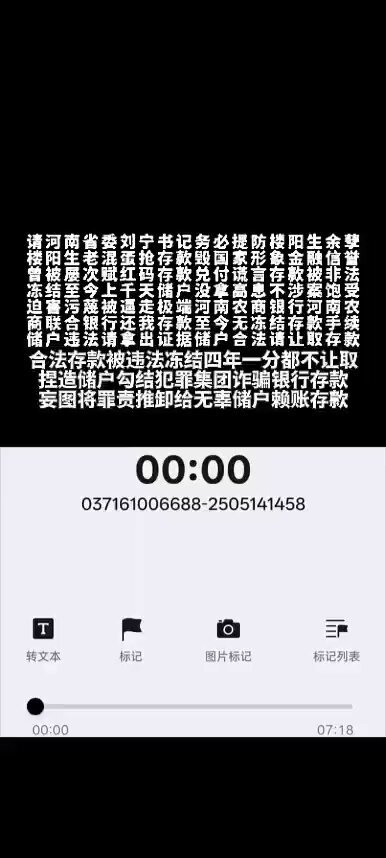 请河南省委刘宁书记务必提防楼阳生余孽
楼阳生老混蛋抢存款毁国家形象金融信誉
曾被屡次赋红码存款兑付谎言存款被非法
冻结至今上千天储户没拿高息不涉案饱受
迫害污蔑被逼走极端河南农商银行河南农
商联合银行还我存款至今无冻结存款手续
储户违法请拿出证据储户合法请让取存款
合法存款被违法冻结四年一分都不让取
捏造储户勾结犯罪集团诈骗银行存款
妄图将罪责推卸给无辜储户赖账存款
00:00
037161006688-2505141458
转文本 标记 图片标记 标记列表
00:00 07:18